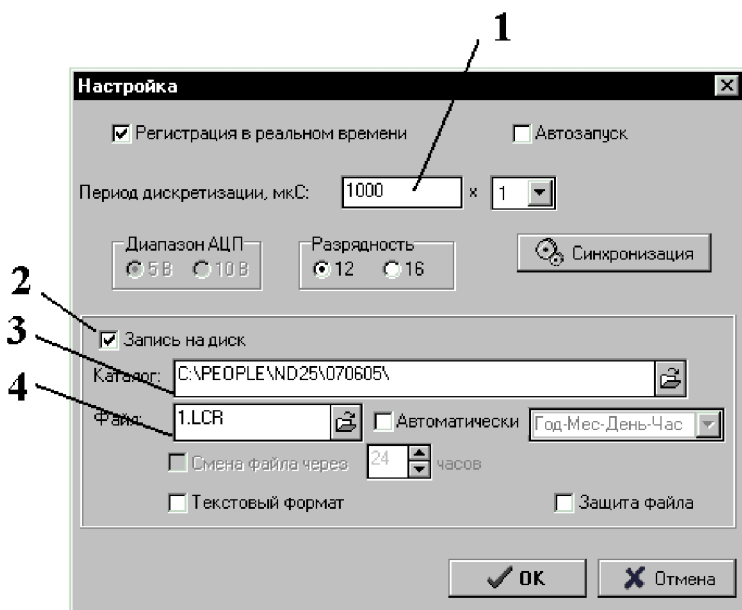 1
Настройка
Регистрация в реальном времени Автозапуск
Период дискретизации, мкС: 1000 x 1
Диапазон АЦП Разрядность
5 В 10 В 12 16 Синхронизация
2
Запись на диск
3
Каталог: C:\PEOPLE\ND25\070605\
4
Файл: 1.LCR Автоматически Год-Мес-День-Час
Смена файла через 24 часов
Текстовый формат Защита файла
OK Отмена